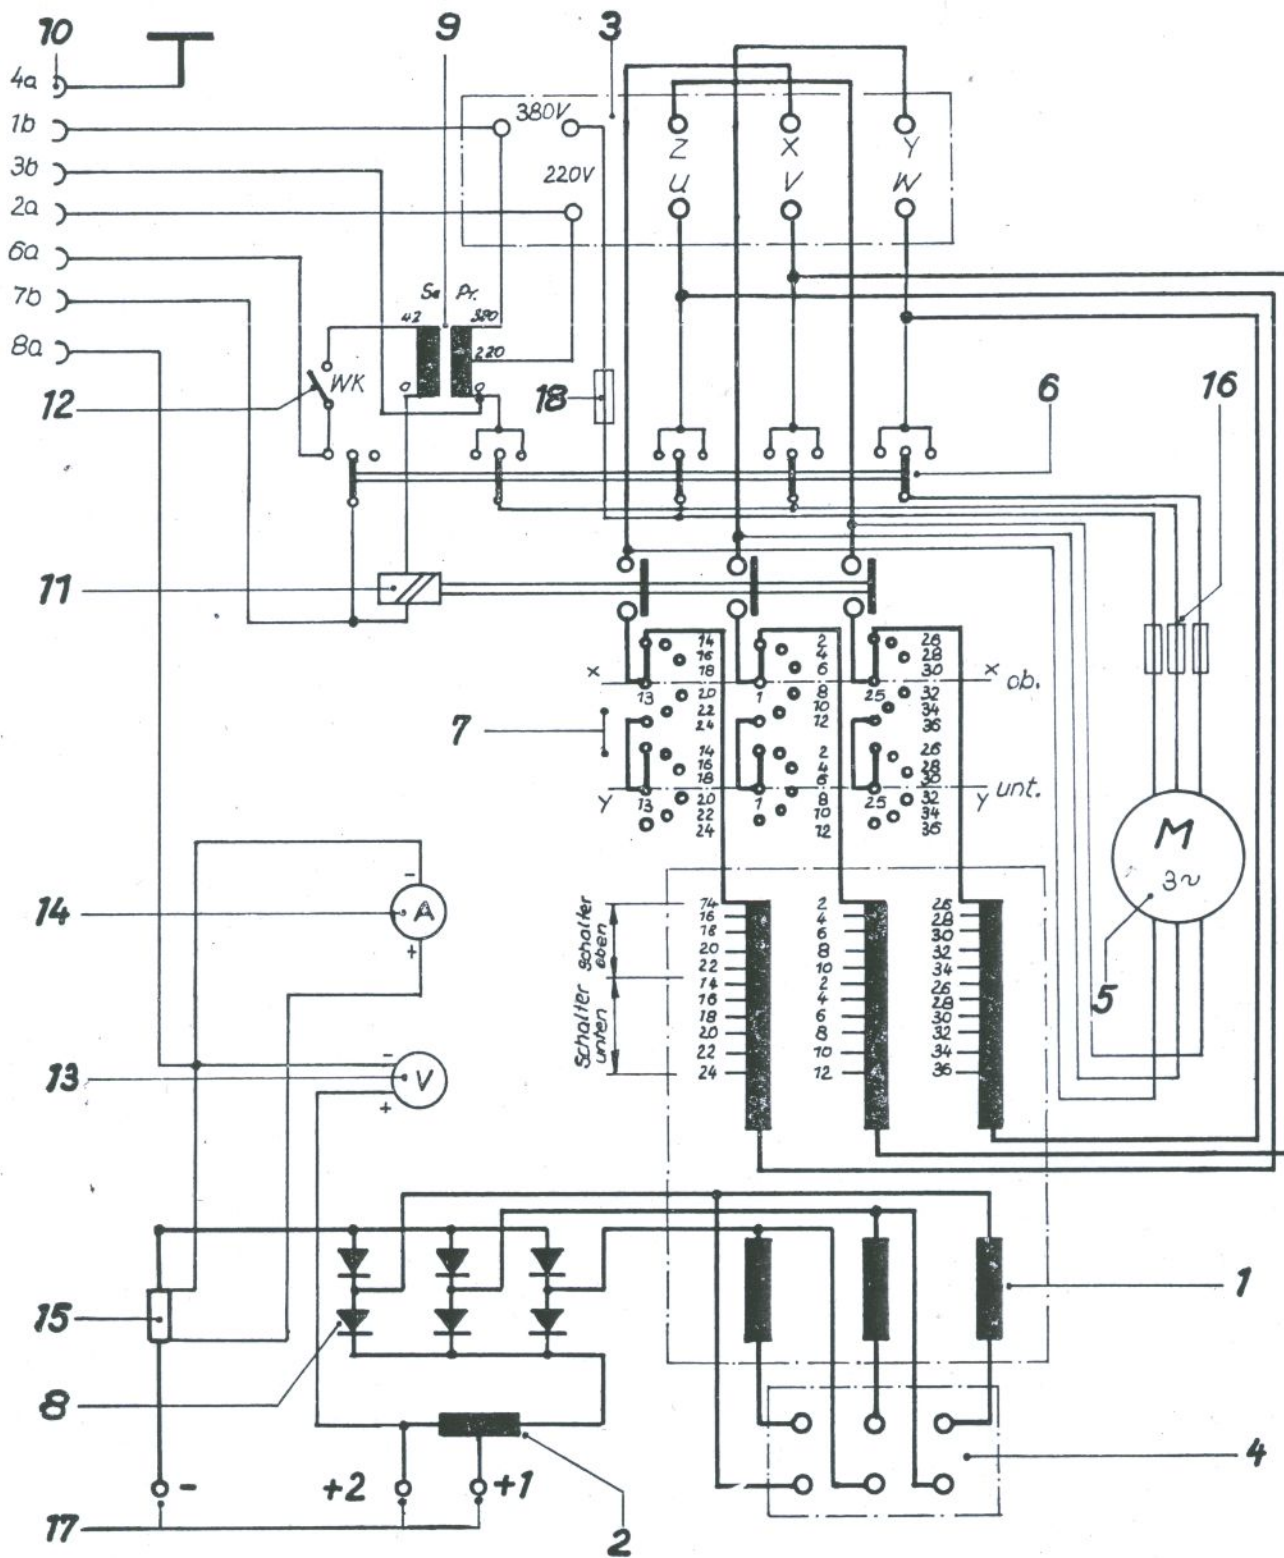 10
9
3
4a
1b
3b
2a
6a
7b
8a
380V
220V
Z X Y
U V W
Se Pr.
42 380
220
0 0
WK
12
18
6
16
11
14 2 26
16 4 28
18 6 30
x x ob.
13 20 1 8 25 32
22 10 34
24 12 36
7
14 2 26
16 4 28
18 6 30
y y unt.
13 20 1 8 25 32
22 10 34
24 12 36
M
3~
5
14
- A +
13
- V +
Schalter oben
Schalter unten
14 2 26
16 4 28
18 6 30
20 8 32
22 10 34
14 2 26
16 4 28
18 6 30
20 8 32
22 10 34
24 12 36
15
8
1
4
- +2 +1
17
2